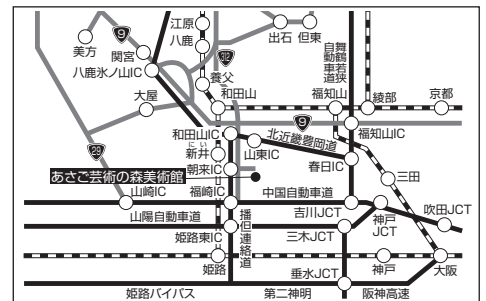 江原
八鹿
9
美方
関宮
八鹿氷ノ山IC
大屋
出石
但東
養父
和田山
舞鶴若狭
自動車道
福知山
綾部
京都
9
和田山IC
北近畿豊岡道
福知山IC
にい
新井
山東IC
朝来IC
春日IC
29
あさご芸術の森美術館
三田
山崎IC
福崎IC
中国自動車道
山陽自動車道
吉川JCT
神戸
JCT
吹田JCT
播但連絡道
姫路東IC
三木JCT
姫路
神戸
大阪
垂水JCT
姫路バイパス
第二神明
阪神高速